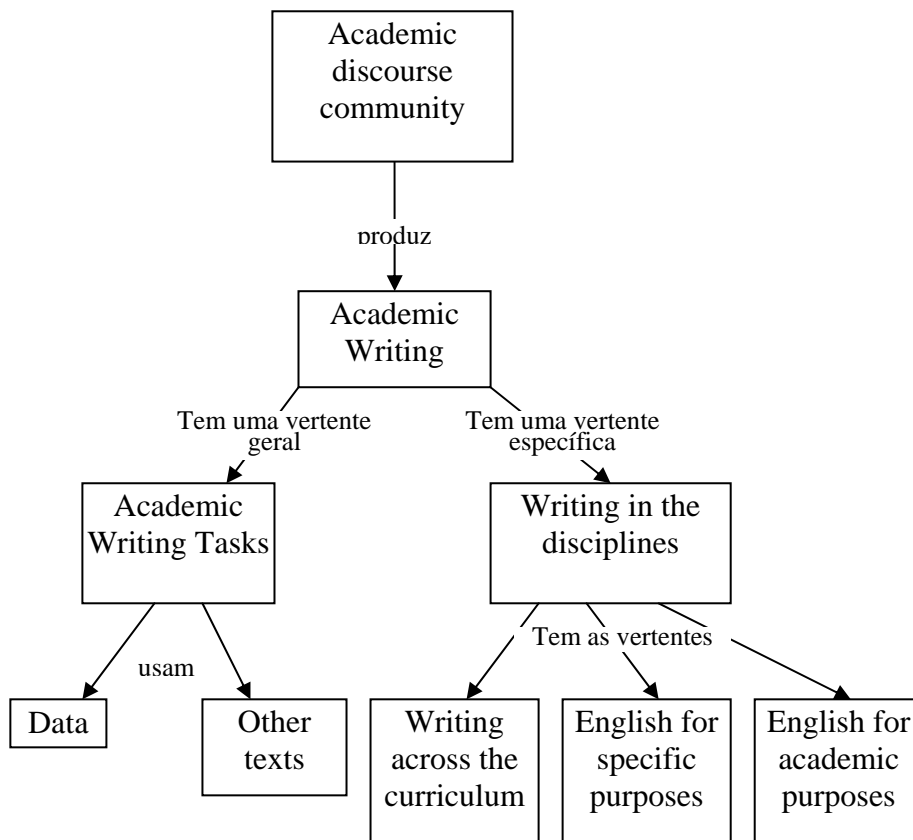 Academic
discourse
community
produz
Academic
Writing
Tem uma vertente
geral
Tem uma vertente
específica
Academic
Writing Tasks
Writing in the
disciplines
usam
Tem as vertentes
Data
Other
texts
Writing
across the
curriculum
English for
specific
purposes
English for
academic
purposes